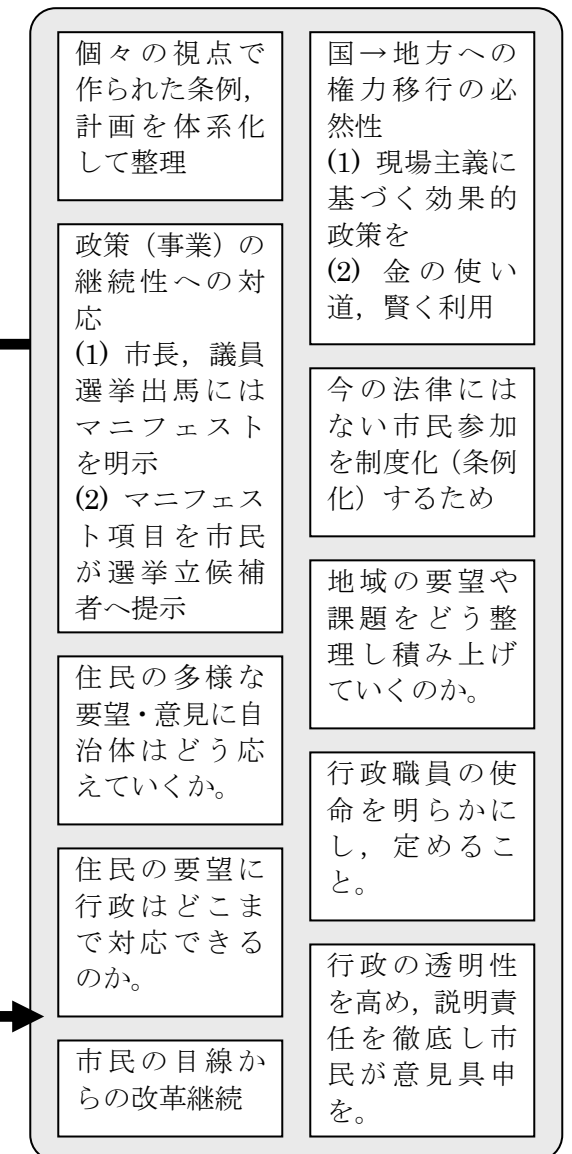 個々の視点で
作られた条例，
計画を体系化
して整理
政策（事業）の
継続性への対
応
(1) 市長，議員
選挙出馬には
マニフェスト
を明示
(2) マニフェス
ト項目を市民
が選挙立候補
者へ提示
住民の多様な
要望・意見に自
治体はどう応
えていくか。
住民の要望に
行政はどこま
で対応できる
のか。
市民の目線か
らの改革継続
国→地方への
権力移行の必
然性
(1) 現場主義に
基づく効果的
政策を
(2) 金の使い
道，賢く利用
今の法律には
ない市民参加
を制度化（条例
化）するため
地域の要望や
課題をどう整
理し積み上げ
ていくのか。
行政職員の使
命を明らかに
し，定めるこ
と。
行政の透明性
を高め，説明責
任を徹底し市
民が意見具申
を。